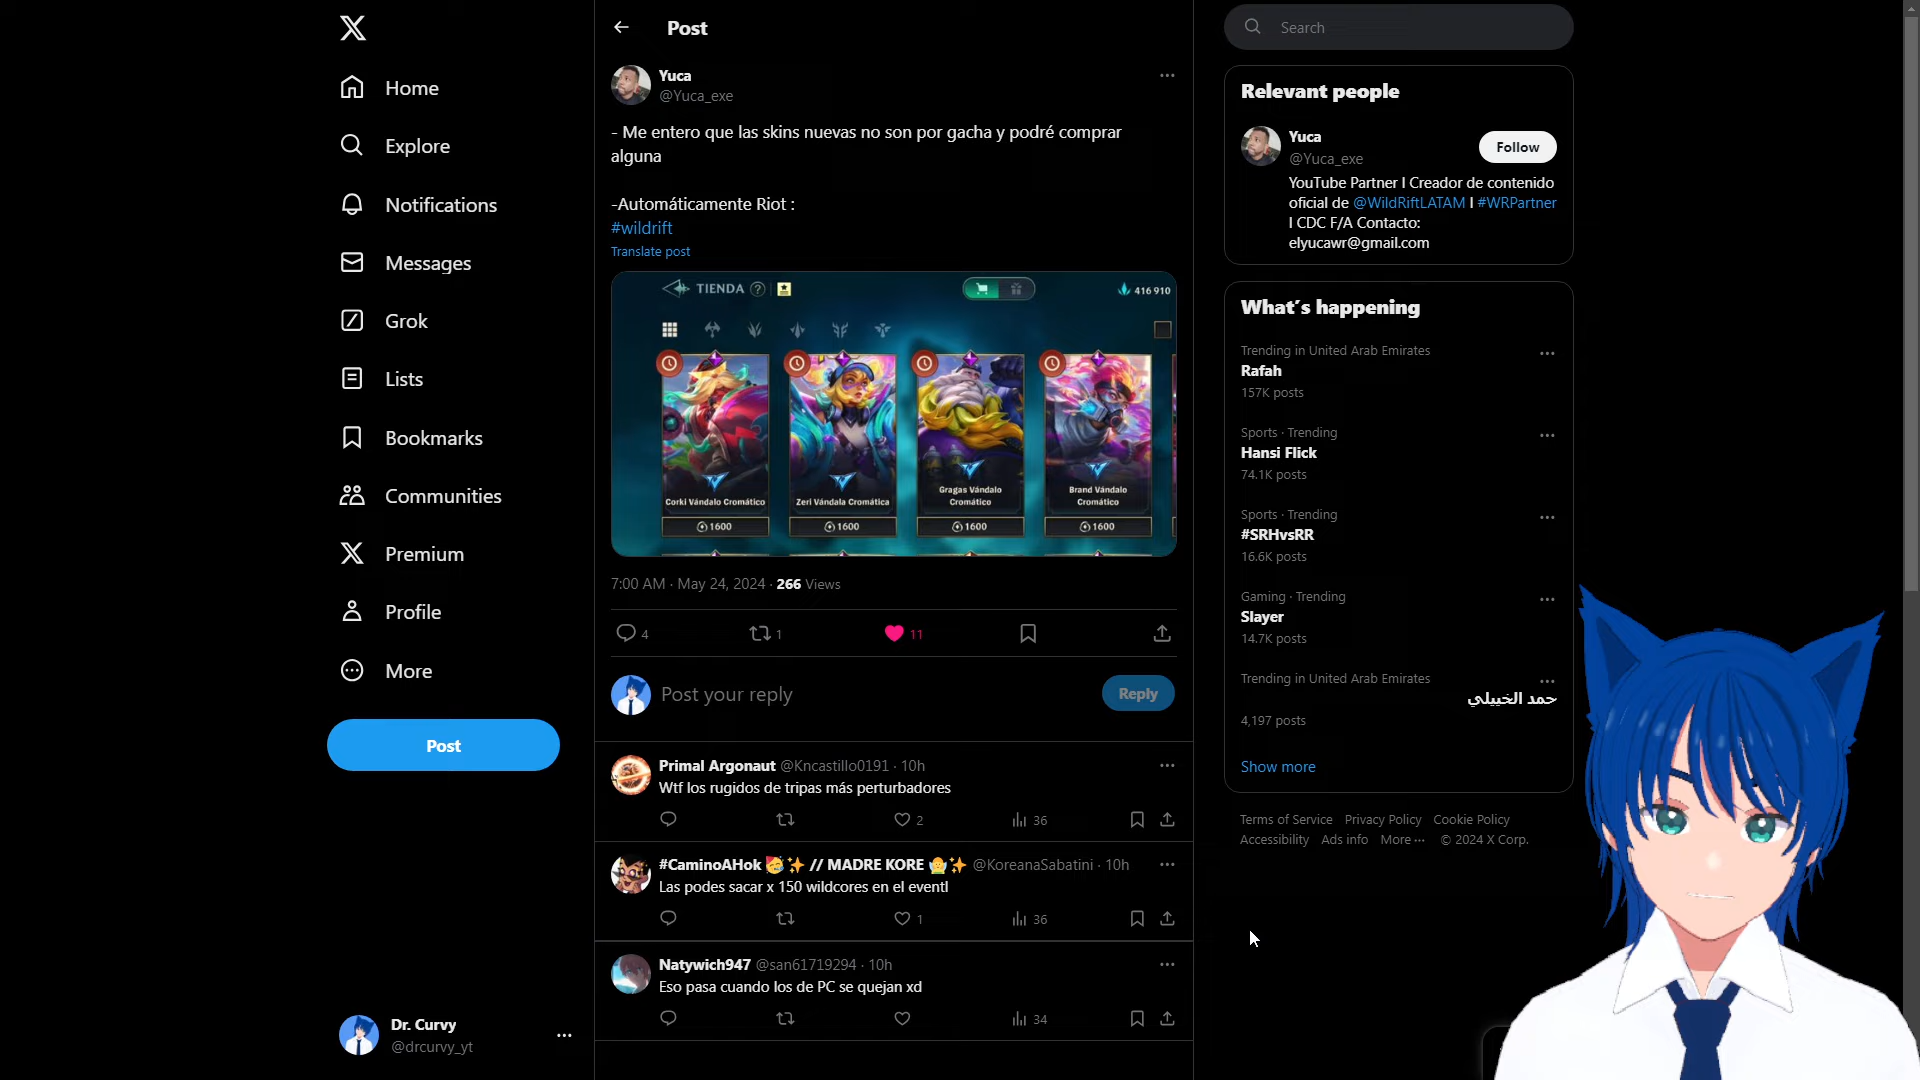 Home
Explore
Notifications
Messages
Grok
Lists
Bookmarks
Communities
Premium
Profile
More
Post
Dr. Curvy
@drcurvy_yt
Post
Yuca
@Yuca_exe
- Me entero que las skins nuevas no son por gacha y podré comprar
alguna
-Automáticamente Riot :
#wildrift
Translate post
TIENDA ?
416 910
Corki Vándalo Cromático
1600
Zeri Vándala Cromática
1600
Gragas Vándalo
Cromático
1600
Brand Vándalo
Cromático
1600
7:00 AM · May 24, 2024 · 266 Views
4
1
11
Post your reply
Reply
Primal Argonaut @Kncastillo0191 · 10h
Wtf los rugidos de tripas más perturbadores
2
36
#CaminoAHok 🥳✨ // MADRE KORE 👵✨ @KoreanaSabatini · 10h
Las podes sacar x 150 wildcores en el eventl
1
36
Natywich947 @san61719294 · 10h
Eso pasa cuando los de PC se quejan xd
34
Search
Relevant people
Yuca
@Yuca_exe
Follow
YouTube Partner I Creador de contenido
oficial de @WildRiftLATAM I #WRPartner
I CDC F/A Contacto:
elyucawr@gmail.com
What's happening
Trending in United Arab Emirates
Rafah
157K posts
Sports · Trending
Hansi Flick
74.1K posts
Sports · Trending
#SRHvsRR
16.6K posts
Gaming · Trending
Slayer
14.7K posts
Trending in United Arab Emirates
حمد الخييلي
4,197 posts
Show more
Terms of Service Privacy Policy Cookie Policy
Accessibility Ads info More ··· © 2024 X Corp.